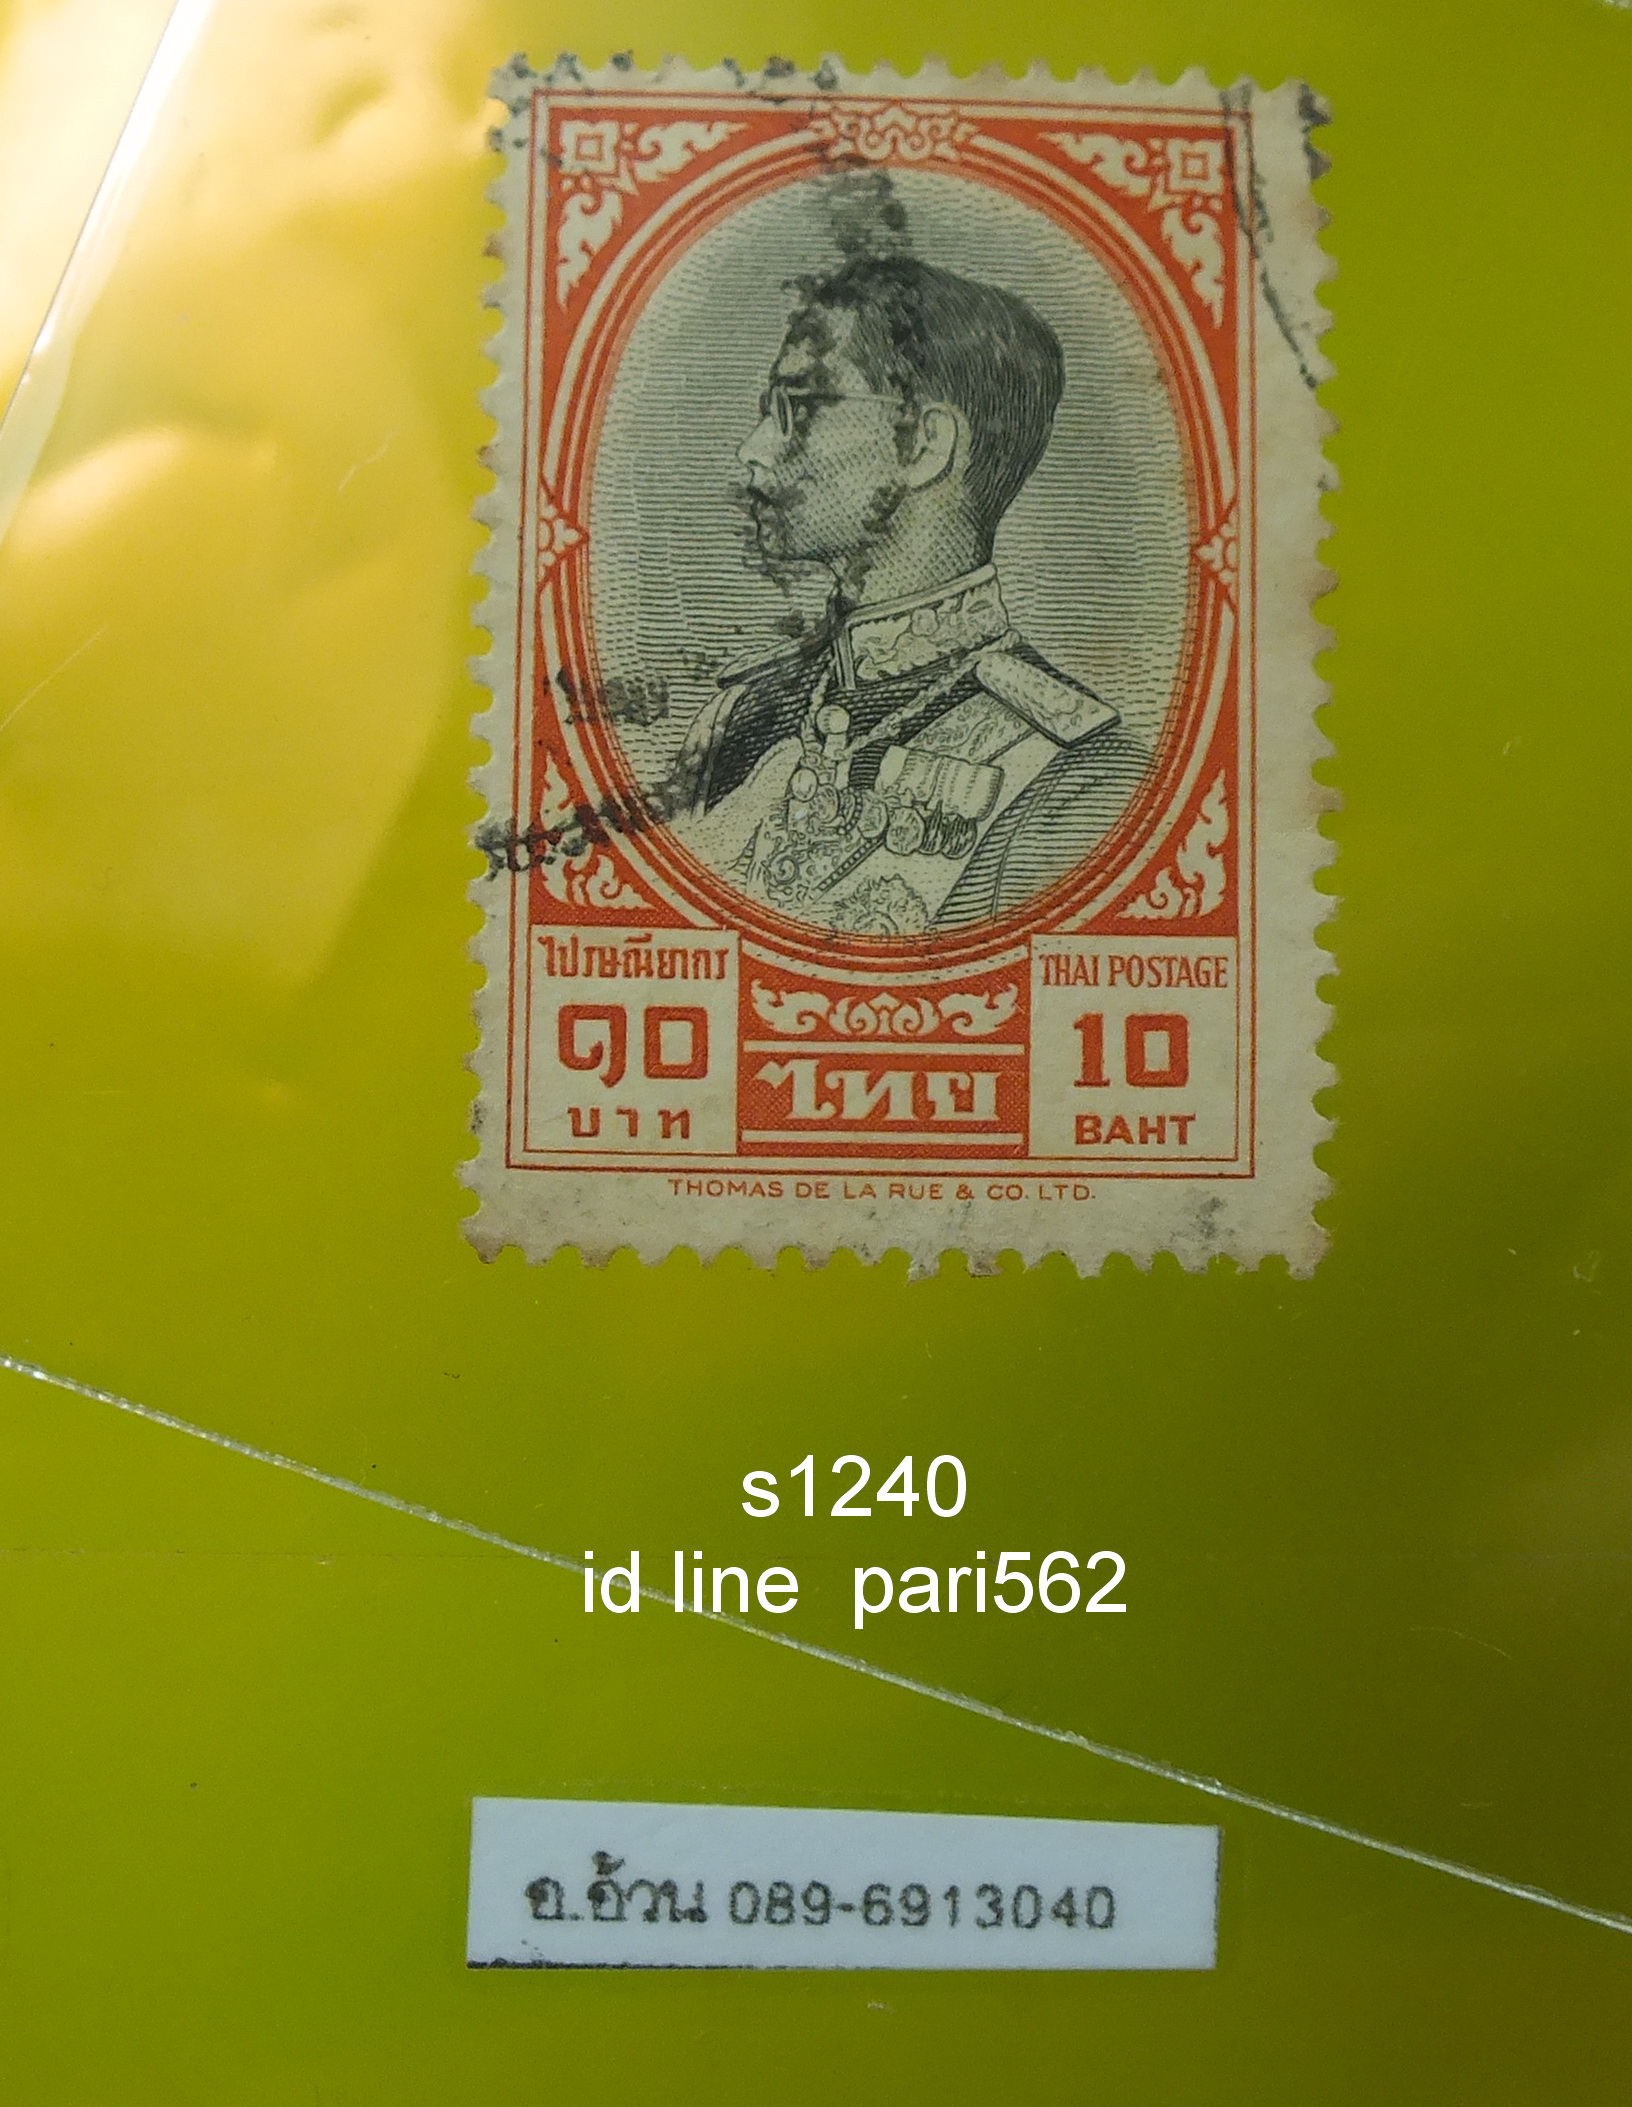 ไปรษณียากร
๑๐
บาท
ไทย
THAI POSTAGE
10
BAHT
THOMAS DE LA RUE & CO. LTD.
s1240
id line pari562
อ.อ้วน 089-6913040